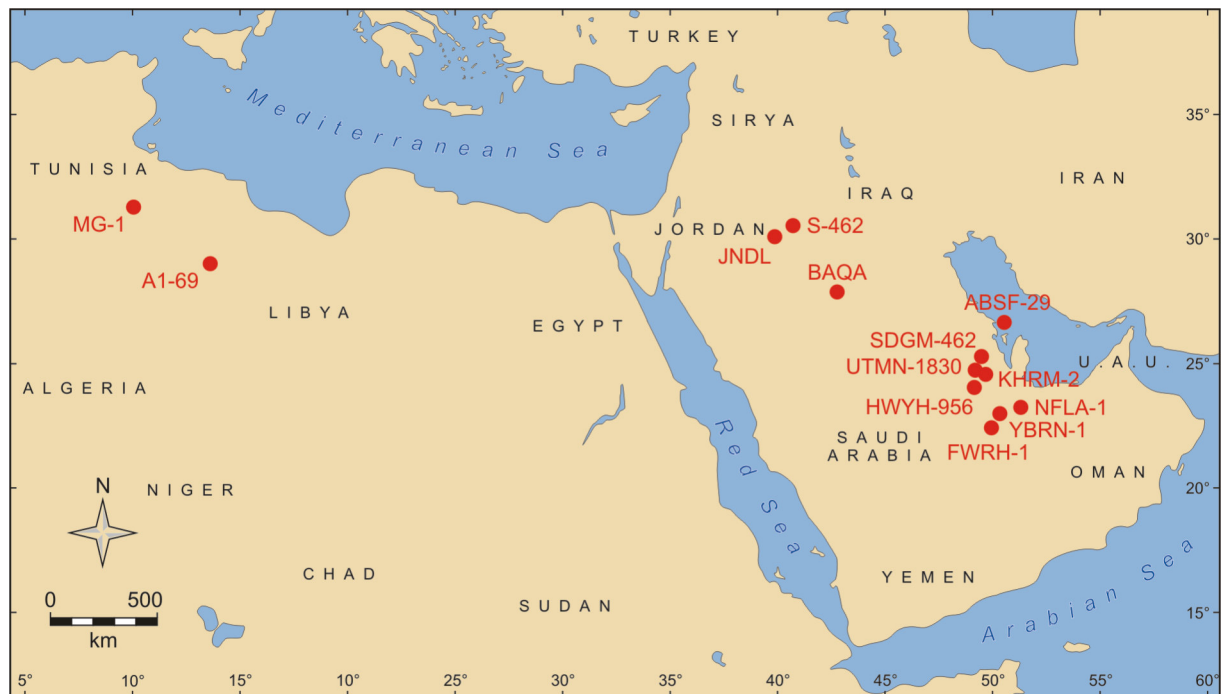 TURKEY
Mediterranean Sea
SIRYA
35°
TUNISIA
IRAN
IRAQ
MG-1
S-462
JORDAN
30°
JNDL
A1-69
BAQA
LIBYA
ABSF-29
EGYPT
SDGM-462
UTMN-1830
U.A.U.
25°
KHRM-2
ALGERIA
HWYH-956
NFLA-1
YBRN-1
SAUDI
ARABIA
FWRH-1
Red Sea
OMAN
N
NIGER
20°
CHAD
YEMEN
Arabian Sea
0 500
km
SUDAN
15°
5° 10° 15° 20° 25° 30° 35° 40° 45° 50° 55° 60°